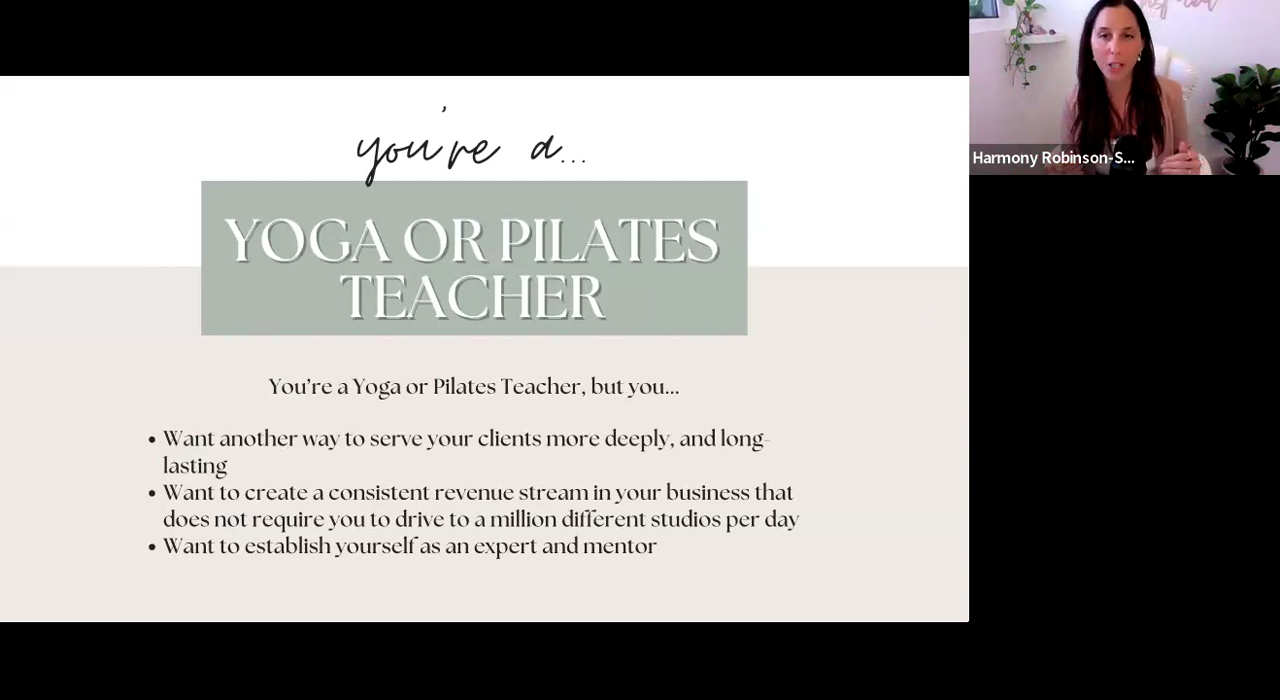 you're a...
YOGA OR PILATES
TEACHER
You're a Yoga or Pilates Teacher, but you...
• Want another way to serve your clients more deeply, and long-
lasting
• Want to create a consistent revenue stream in your business that
does not require you to drive to a million different studios per day
• Want to establish yourself as an expert and mentor
Harmony Robinson-S...